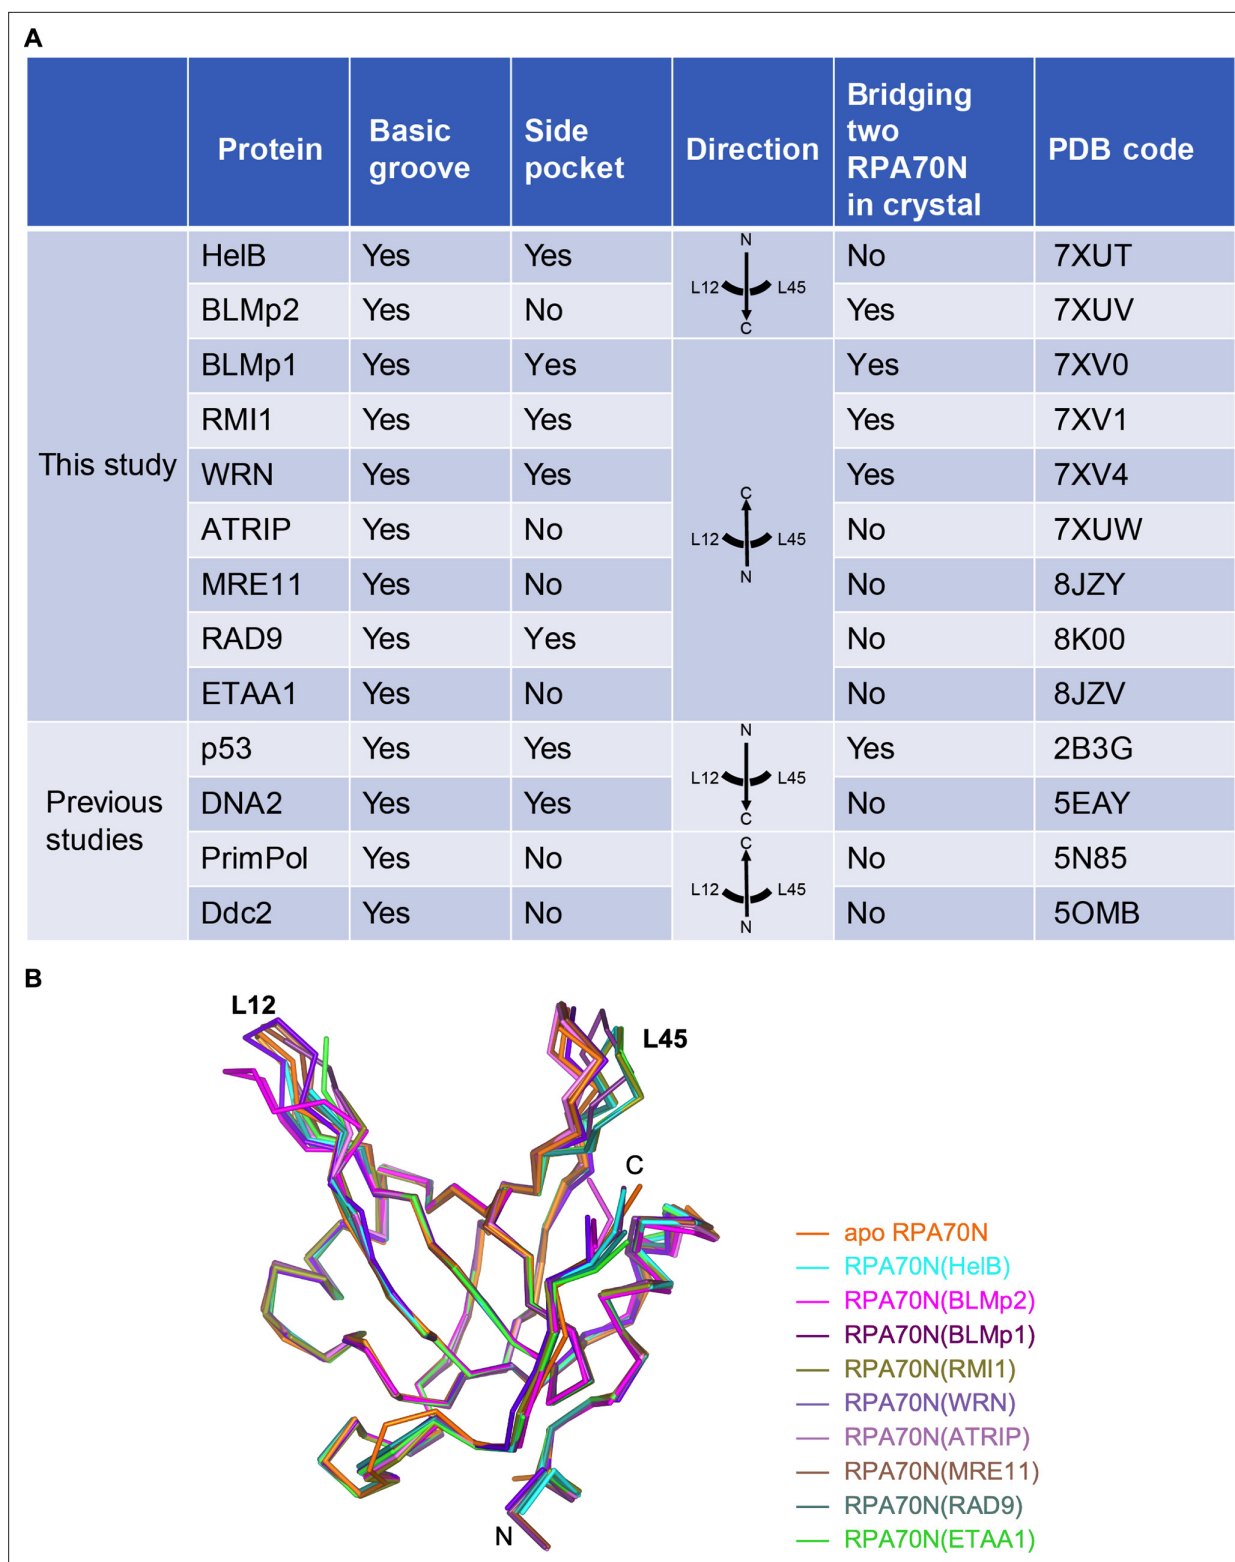 A
Protein
Basic groove
Side pocket
Direction
Bridging two RPA70N in crystal
PDB code
This study
HelB Yes Yes No 7XUT
N
L12 L45
C
BLMp2 Yes No Yes 7XUV
BLMp1 Yes Yes Yes 7XV0
RMI1 Yes Yes Yes 7XV1
WRN Yes Yes Yes 7XV4
C
L12 L45
N
ATRIP Yes No No 7XUW
MRE11 Yes No No 8JZY
RAD9 Yes Yes No 8K00
ETAA1 Yes No No 8JZV
Previous studies
p53 Yes Yes Yes 2B3G
N
L12 L45
C
DNA2 Yes Yes No 5EAY
PrimPol Yes No No 5N85
C
L12 L45
N
Ddc2 Yes No No 5OMB
B
L12
L45
C
N
apo RPA70N
RPA70N(HelB)
RPA70N(BLMp2)
RPA70N(BLMp1)
RPA70N(RMI1)
RPA70N(WRN)
RPA70N(ATRIP)
RPA70N(MRE11)
RPA70N(RAD9)
RPA70N(ETAA1)